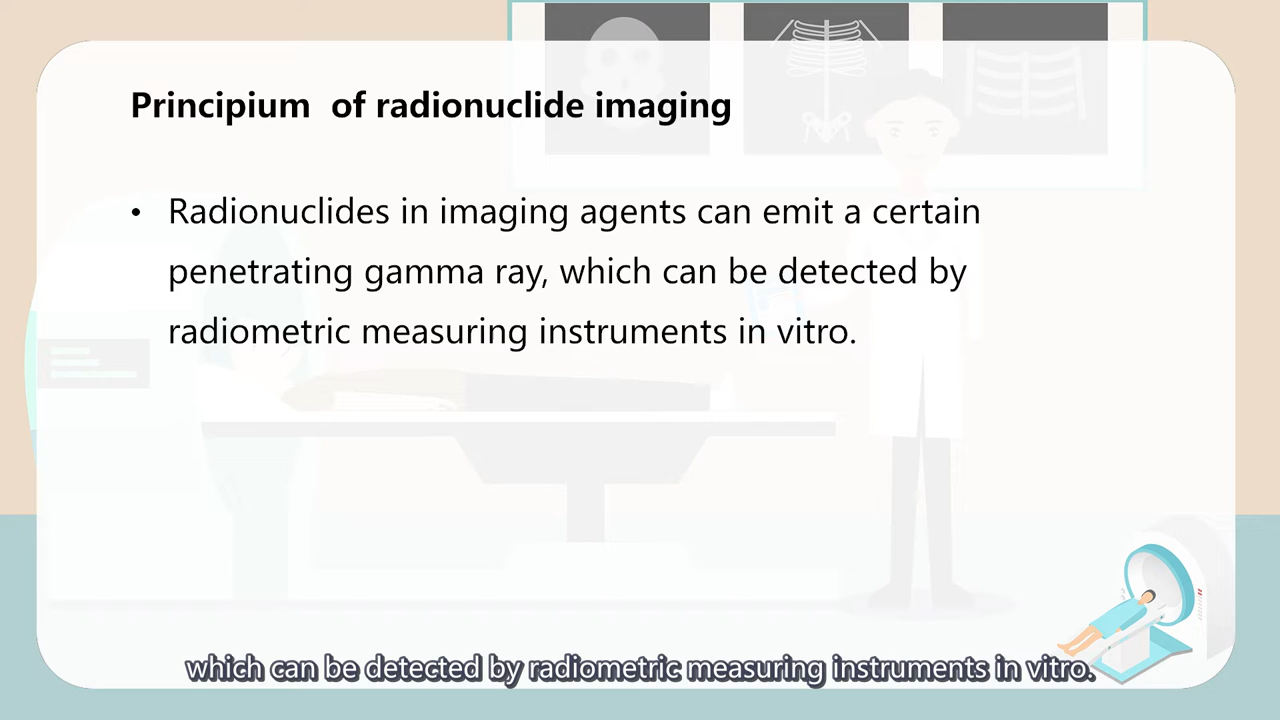 Principium of radionuclide imaging
• Radionuclides in imaging agents can emit a certain
penetrating gamma ray, which can be detected by
radiometric measuring instruments in vitro.
which can be detected by radiometric measuring instruments in vitro.